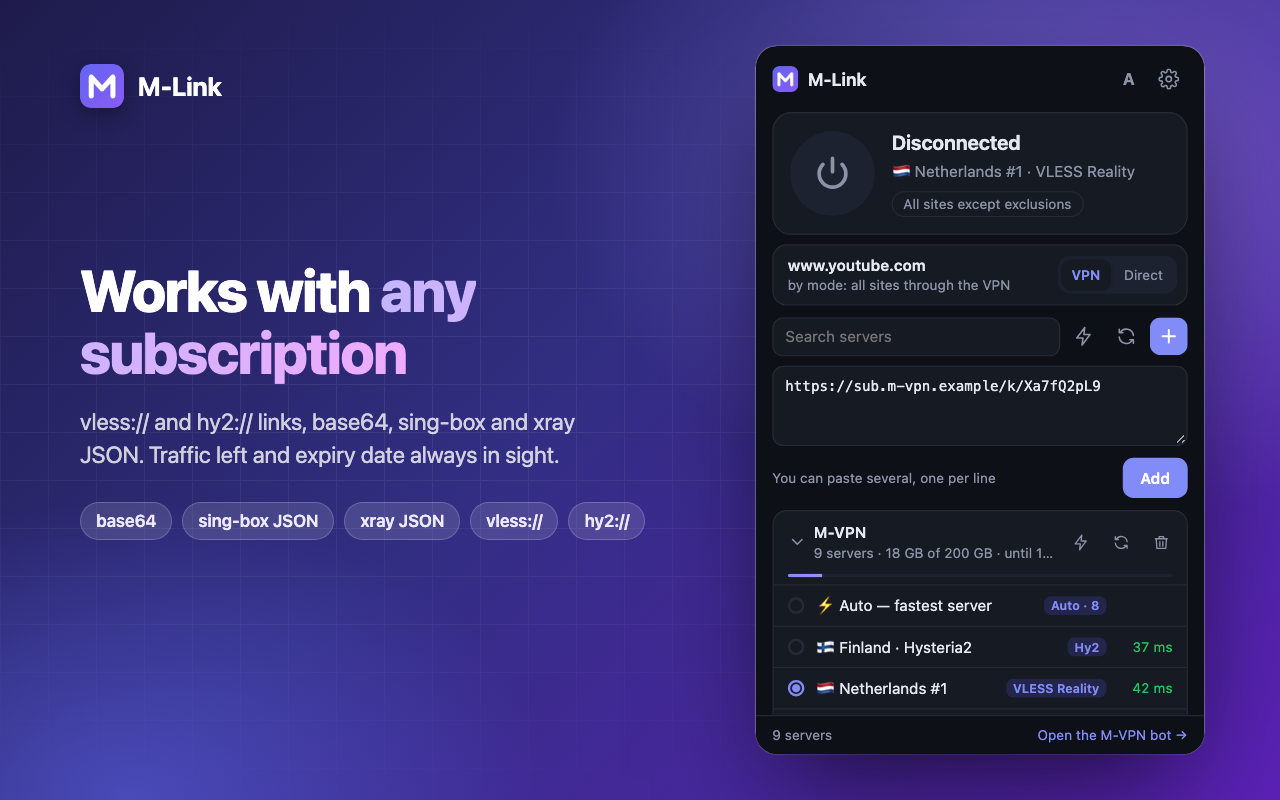 M-Link
Works with any
subscription
vless:// and hy2:// links, base64, sing-box and xray
JSON. Traffic left and expiry date always in sight.
base64
sing-box JSON
xray JSON
vless://
hy2://
M-Link
A
Disconnected
🇳🇱 Netherlands #1 · VLESS Reality
All sites except exclusions
www.youtube.com
by mode: all sites through the VPN
VPN
Direct
Search servers
https://sub.m-vpn.example/k/Xa7fQ2pL9
You can paste several, one per line
Add
M-VPN
9 servers · 18 GB of 200 GB · until 1…
⚡ Auto — fastest server
Auto · 8
🇫🇮 Finland · Hysteria2
Hy2
37 ms
🇳🇱 Netherlands #1
VLESS Reality
42 ms
9 servers
Open the M-VPN bot →